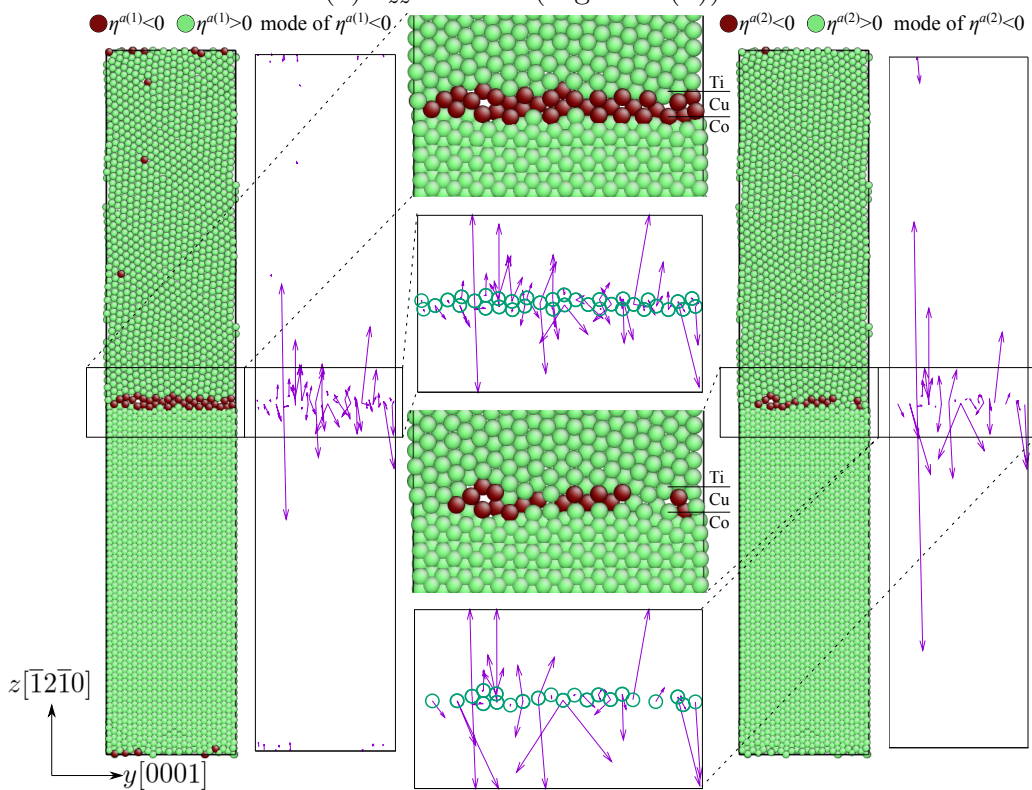 η^{a(1)}<0 η^{a(1)}>0 mode of η^{a(1)}<0
η^{a(2)}<0 η^{a(2)}>0 mode of η^{a(2)}<0
Ti
Cu
Co
Ti
Cu
Co
z[1̅21̅0]
y[0001]